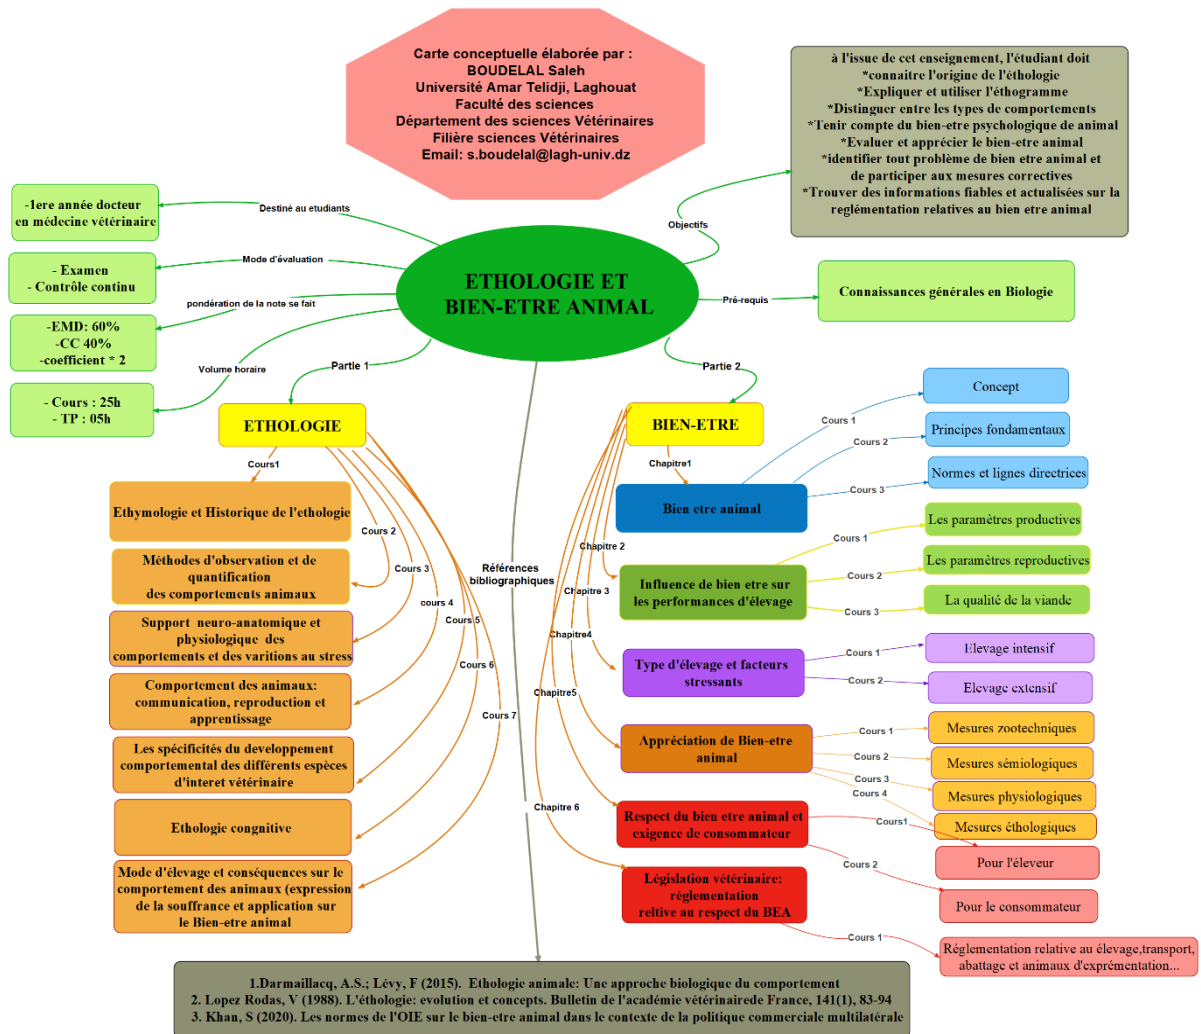 Carte conceptuelle élaborée par :
BOUDELAL Saleh
Université Amar Telidji, Laghouat
Faculté des sciences
Département des sciences Vétérinaires
Filière sciences Vétérinaires
Email: s.boudelal@lagh-univ.dz
à l'issue de cet enseignement, l'étudiant doit
*connaitre l'origine de l'éthologie
*Expliquer et utiliser l'éthogramme
*Distinguer entre les types de comportements
*Tenir compte du bien-etre psychologique de animal
*Evaluer et apprécier le bien-etre animal
*identifier tout problème de bien etre animal et
de participer aux mesures correctives
*Trouver des informations fiables et actualisées sur la
reglémentation relatives au bien etre animal
Objectifs
-1ere année docteur
en médecine vétérinaire
Destiné au etudiants
- Examen
- Contrôle continu
Mode d'évaluation
ETHOLOGIE ET
BIEN-ETRE ANIMAL
Pré-requis
Connaissances générales en Biologie
pondération de la note se fait
-EMD: 60%
-CC 40%
-coefficient * 2
Volume horaire
- Cours : 25h
- TP : 05h
Partie 1
Partie 2
ETHOLOGIE
Cours1
Ethymologie et Historique de l'ethologie
Cours 2
Méthodes d'observation et de
quantification
des comportements animaux
Cours 3
Support neuro-anatomique et
physiologique des
comportements et des varitions au stress
cours 4
Comportement des animaux:
communication, reproduction et
apprentissage
Cours 5
Les spécificités du developpement
comportemental des différents espèces
d'interet vétérinaire
Cours 6
Ethologie congnitive
Cours 7
Mode d'élevage et conséquences sur le
comportement des animaux (expression
de la souffrance et application sur
le Bien-etre animal
Références
bibliographiques
BIEN-ETRE
Chapitre1
Bien etre animal
Cours 1
Concept
Cours 2
Principes fondamentaux
Cours 3
Normes et lignes directrices
Chapitre 2
Influence de bien etre sur
les performances d'élevage
Cours 1
Les paramètres productives
Cours 2
Les paramètres reproductives
Cours 3
La qualité de la viande
Chapitre 3
Type d'élevage et facteurs
stressants
Cours 1
Elevage intensif
Cours 2
Elevage extensif
Chapitre4
Appréciation de Bien-etre
animal
Cours 1
Mesures zootechniques
Cours 2
Mesures sémiologiques
Cours 3
Mesures physiologiques
Cours 4
Mesures éthologiques
Chapitre5
Respect du bien etre animal et
exigence de consommateur
Cours1
Pour l'éleveur
Cours 2
Pour le consommateur
Chapitre 6
Législation vétérinaire:
réglementation
reltive au respect du BEA
Cours 1
Réglementation relative au élevage,transport,
abattage et animaux d'exprémentation...
1.Darmaillacq, A.S.; Lévy, F (2015). Ethologie animale: Une approche biologique du comportement
2. Lopez Rodas, V (1988). L'éthologie: evolution et concepts. Bulletin de l'académie vétérinairede France, 141(1), 83-94
3. Khan, S (2020). Les normes de l'OIE sur le bien-etre animal dans le contexte de la politique commerciale multilatérale